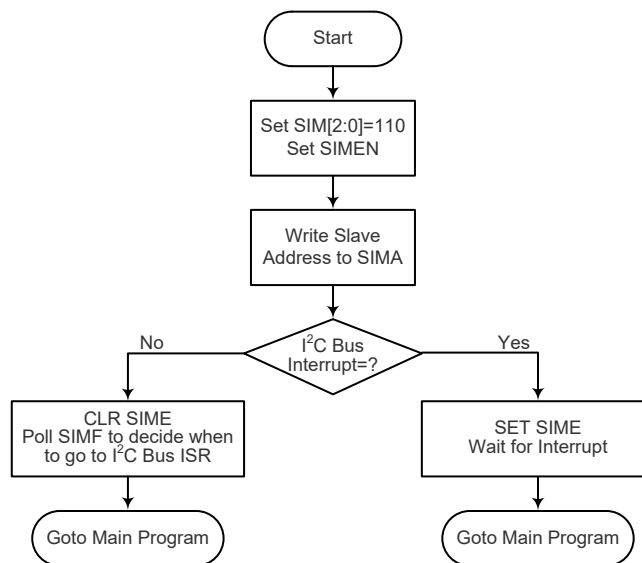 Start
Set SIM[2:0]=110
Set SIMEN
Write Slave
Address to SIMA
I²C Bus
Interrupt=?
No
Yes
CLR SIME
Poll SIMF to decide when
to go to I²C Bus ISR
SET SIME
Wait for Interrupt
Goto Main Program
Goto Main Program